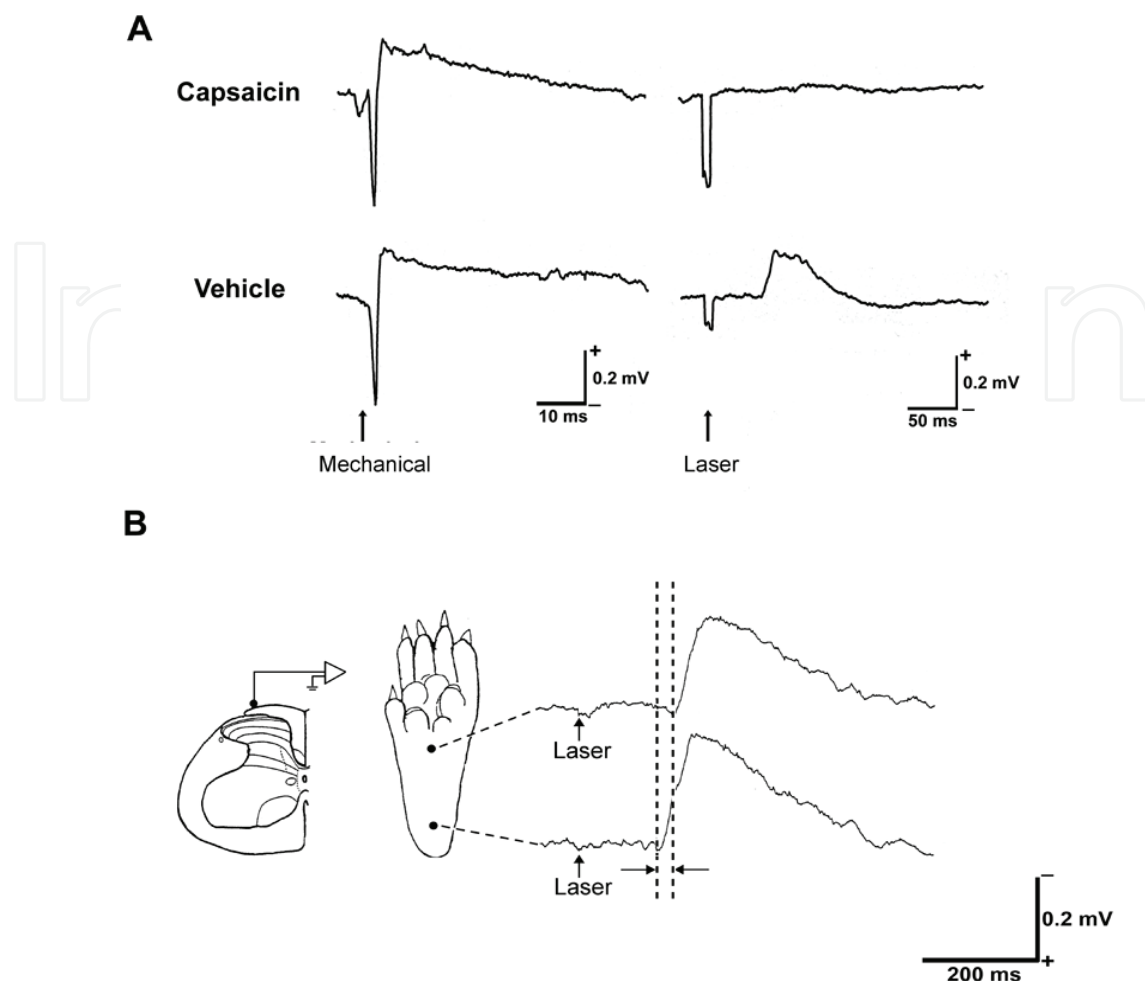 A
Capsaicin
Vehicle
+
0.2 mV
–
10 ms
+
0.2 mV
–
50 ms
Mechanical
Laser
B
Laser
Laser
–
0.2 mV
+
200 ms